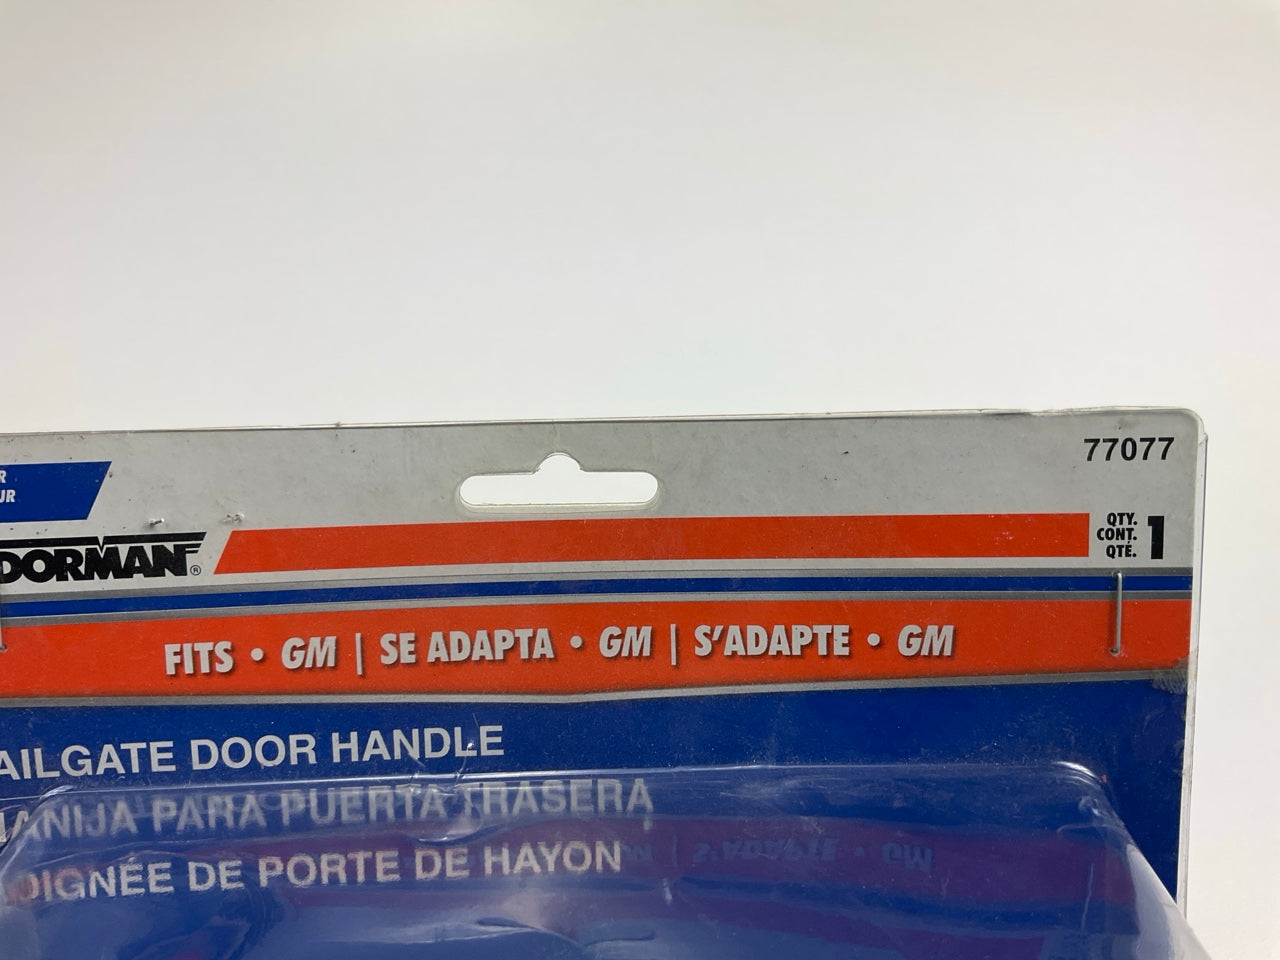 77077
R
UR
DORMAN®
QTY.
CONT. 1
QTÉ.
FITS • GM | SE ADAPTA • GM | S'ADAPTE • GM
AILGATE DOOR HANDLE
ANIJA PARA PUERTA TRASERA
OIGNÉE DE PORTE DE HAYON